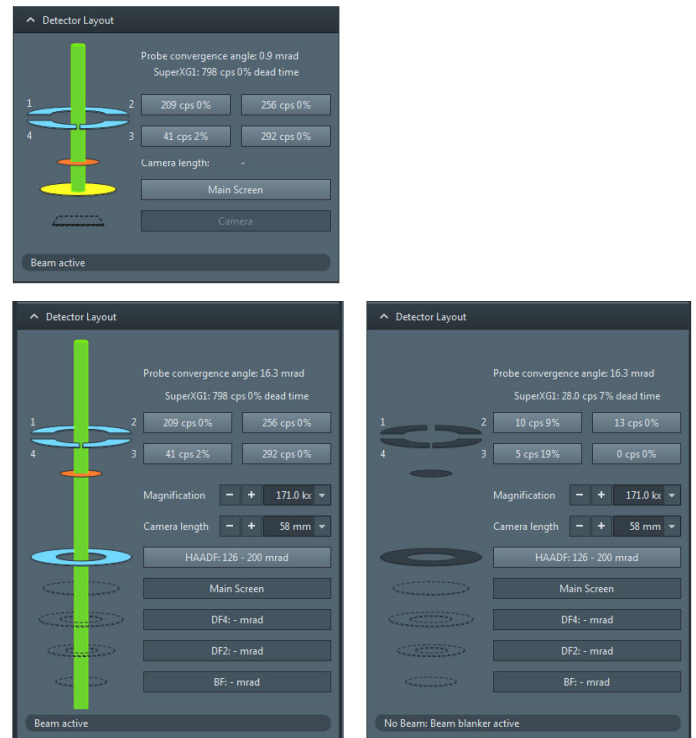 Detector Layout
Probe convergence angle: 0.9 mrad
SuperXG1: 798 cps 0% dead time
1 2 209 cps 0% 256 cps 0%
4 3 41 cps 2% 292 cps 0%
Camera length: -
Main Screen
Camera
Beam active
Detector Layout
Probe convergence angle: 16.3 mrad
SuperXG1: 798 cps 0% dead time
1 2 209 cps 0% 256 cps 0%
4 3 41 cps 2% 292 cps 0%
Magnification - + 171.0 kx
Camera length - + 58 mm
HAADF: 126 - 200 mrad
Main Screen
DF4: - mrad
DF2: - mrad
BF: - mrad
Beam active
Detector Layout
Probe convergence angle: 16.3 mrad
SuperXG1: 28.0 cps 7% dead time
1 2 10 cps 9% 13 cps 0%
4 3 5 cps 19% 0 cps 0%
Magnification - + 171.0 kx
Camera length - + 58 mm
HAADF: 126 - 200 mrad
Main Screen
DF4: - mrad
DF2: - mrad
BF: - mrad
No Beam: Beam blanker active